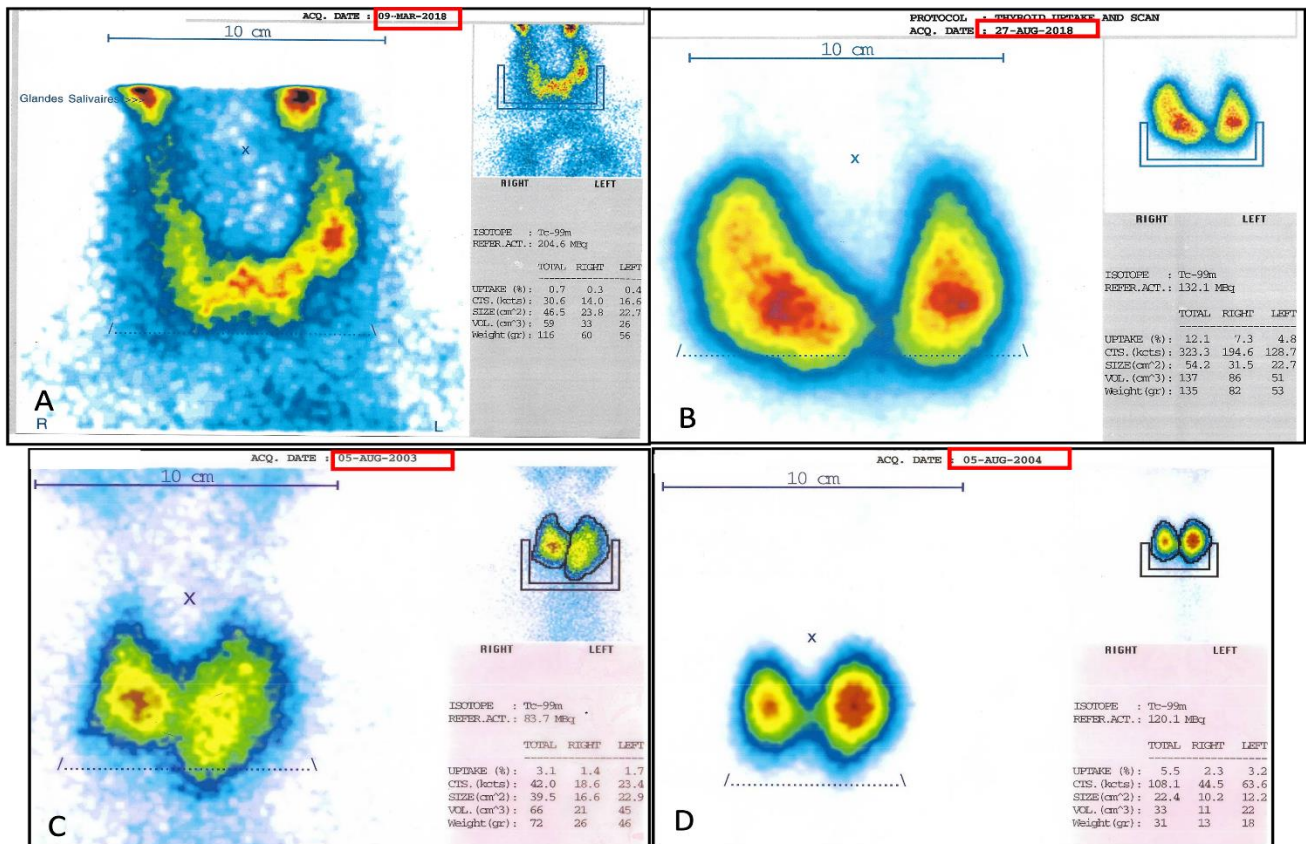 ACQ. DATE : 09-MAR-2018
10 cm
Glandes Salivaires >>>
x
RIGHT LEFT
ISOTOPE : Tc-99m
REFER.ACT.: 204.6 MBq
TOTAL RIGHT LEFT
UPTAKE (%): 0.7 0.3 0.4
CTS.(kcts): 30.6 14.0 16.6
SIZE(cm^2): 46.5 23.8 22.7
VOL.(cm^3): 59 33 26
Weight(gr): 116 60 56
A
R L
PROTOCOL : THYROID UPTAKE AND SCAN
ACQ. DATE : 27-AUG-2018
10 cm
x
RIGHT LEFT
ISOTOPE : Tc-99m
REFER.ACT.: 132.1 MBq
TOTAL RIGHT LEFT
UPTAKE (%): 12.1 7.3 4.8
CTS.(kcts): 323.3 194.6 128.7
SIZE(cm^2): 54.2 31.5 22.7
VOL.(cm^3): 137 86 51
Weight(gr): 135 82 53
B
ACQ. DATE : 05-AUG-2003
10 cm
x
RIGHT LEFT
ISOTOPE : Tc-99m
REFER.ACT.: 83.7 MBq
TOTAL RIGHT LEFT
UPTAKE (%): 3.1 1.4 1.7
CTS.(kcts): 42.0 18.6 23.4
SIZE(cm^2): 39.5 16.6 22.9
VOL.(cm^3): 66 21 45
Weight(gr): 72 26 46
C
ACQ. DATE : 05-AUG-2004
10 cm
x
RIGHT LEFT
ISOTOPE : Tc-99m
REFER.ACT.: 120.1 MBq
TOTAL RIGHT LEFT
UPTAKE (%): 5.5 2.3 3.2
CTS.(kcts): 108.1 44.5 63.6
SIZE(cm^2): 22.4 10.2 12.2
VOL.(cm^3): 33 11 22
Weight(gr): 31 13 18
D